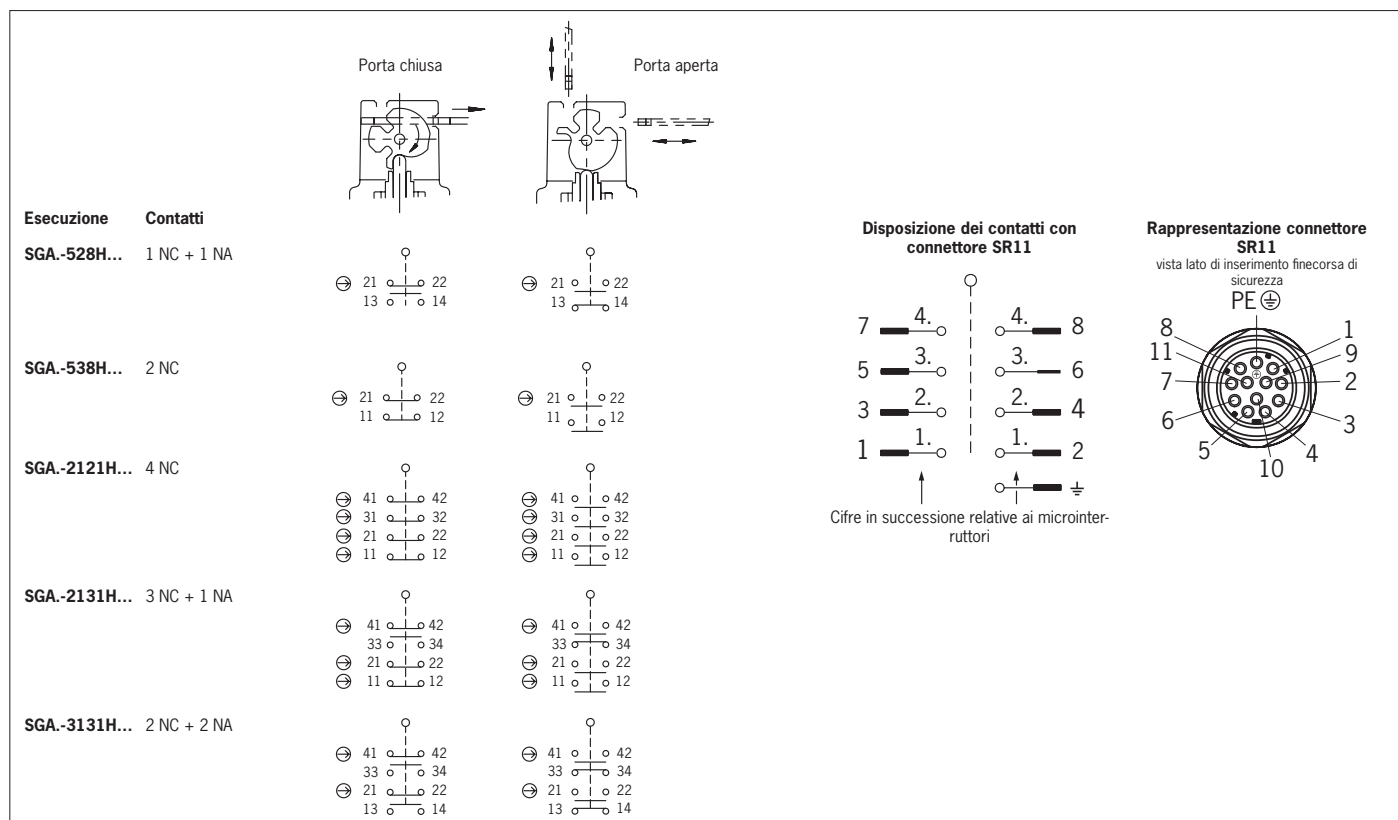 Porta chiusa
Porta aperta
Esecuzione Contatti
SGA.-528H... 1 NC + 1 NA
21 22
13 14
21 22
13 14
SGA.-538H... 2 NC
21 22
11 12
21 22
11 12
SGA.-2121H... 4 NC
41 42
31 32
21 22
11 12
41 42
31 32
21 22
11 12
SGA.-2131H... 3 NC + 1 NA
41 42
33 34
21 22
11 12
41 42
33 34
21 22
11 12
SGA.-3131H... 2 NC + 2 NA
41 42
33 34
21 22
13 14
41 42
33 34
21 22
13 14
Disposizione dei contatti con
connettore SR11
7 4. 4. 8
5 3. 3. 6
3 2. 2. 4
1 1. 1. 2
Cifre in successione relative ai microinter-
ruttori
Rappresentazione connettore
SR11
vista lato di inserimento finecorsa di
sicurezza
PE
8 1
11 9
7 2
6 3
5 4
10